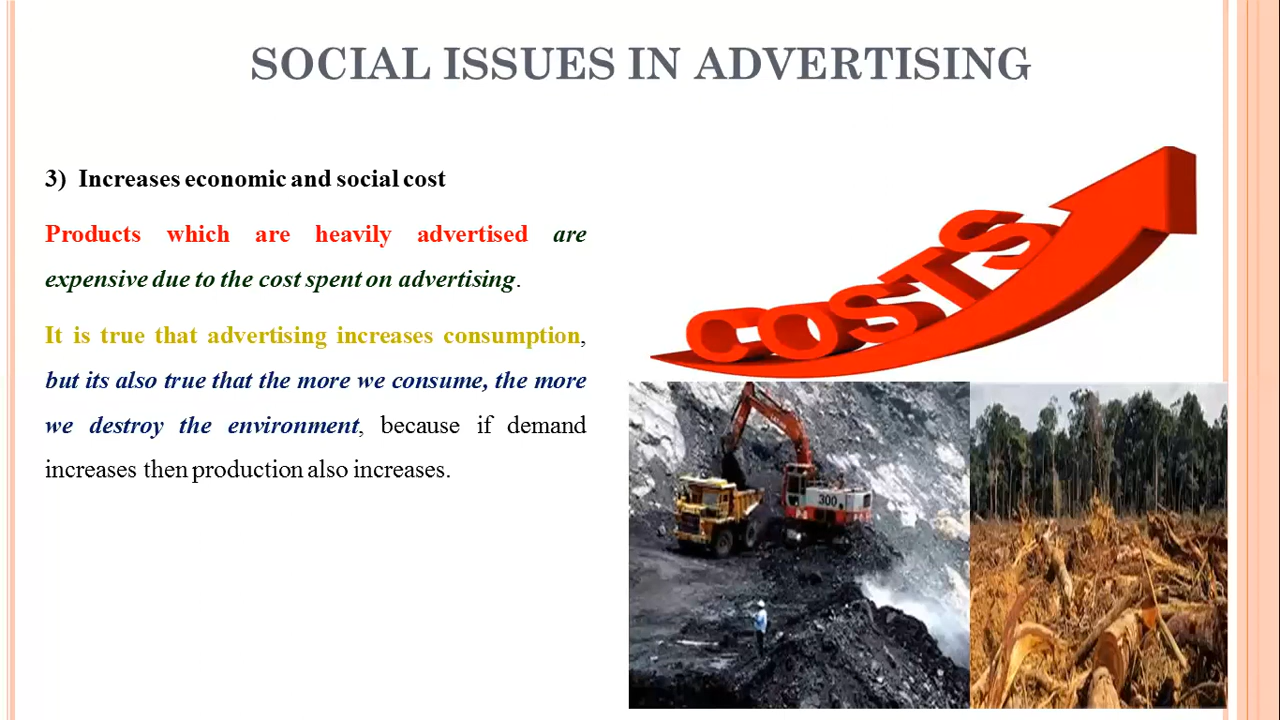 SOCIAL ISSUES IN ADVERTISING
3) Increases economic and social cost
Products which are heavily advertised are
expensive due to the cost spent on advertising.
It is true that advertising increases consumption,
but its also true that the more we consume, the more
we destroy the environment, because if demand
increases then production also increases.
COSTS
300